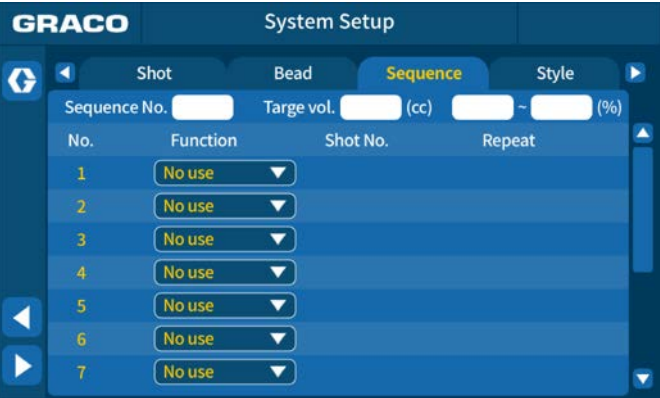 GRACO System Setup
Shot Bead Sequence Style
Sequence No. Targe vol. (cc) ~ (%)
No. Function Shot No. Repeat
1 No use
2 No use
3 No use
4 No use
5 No use
6 No use
7 No use